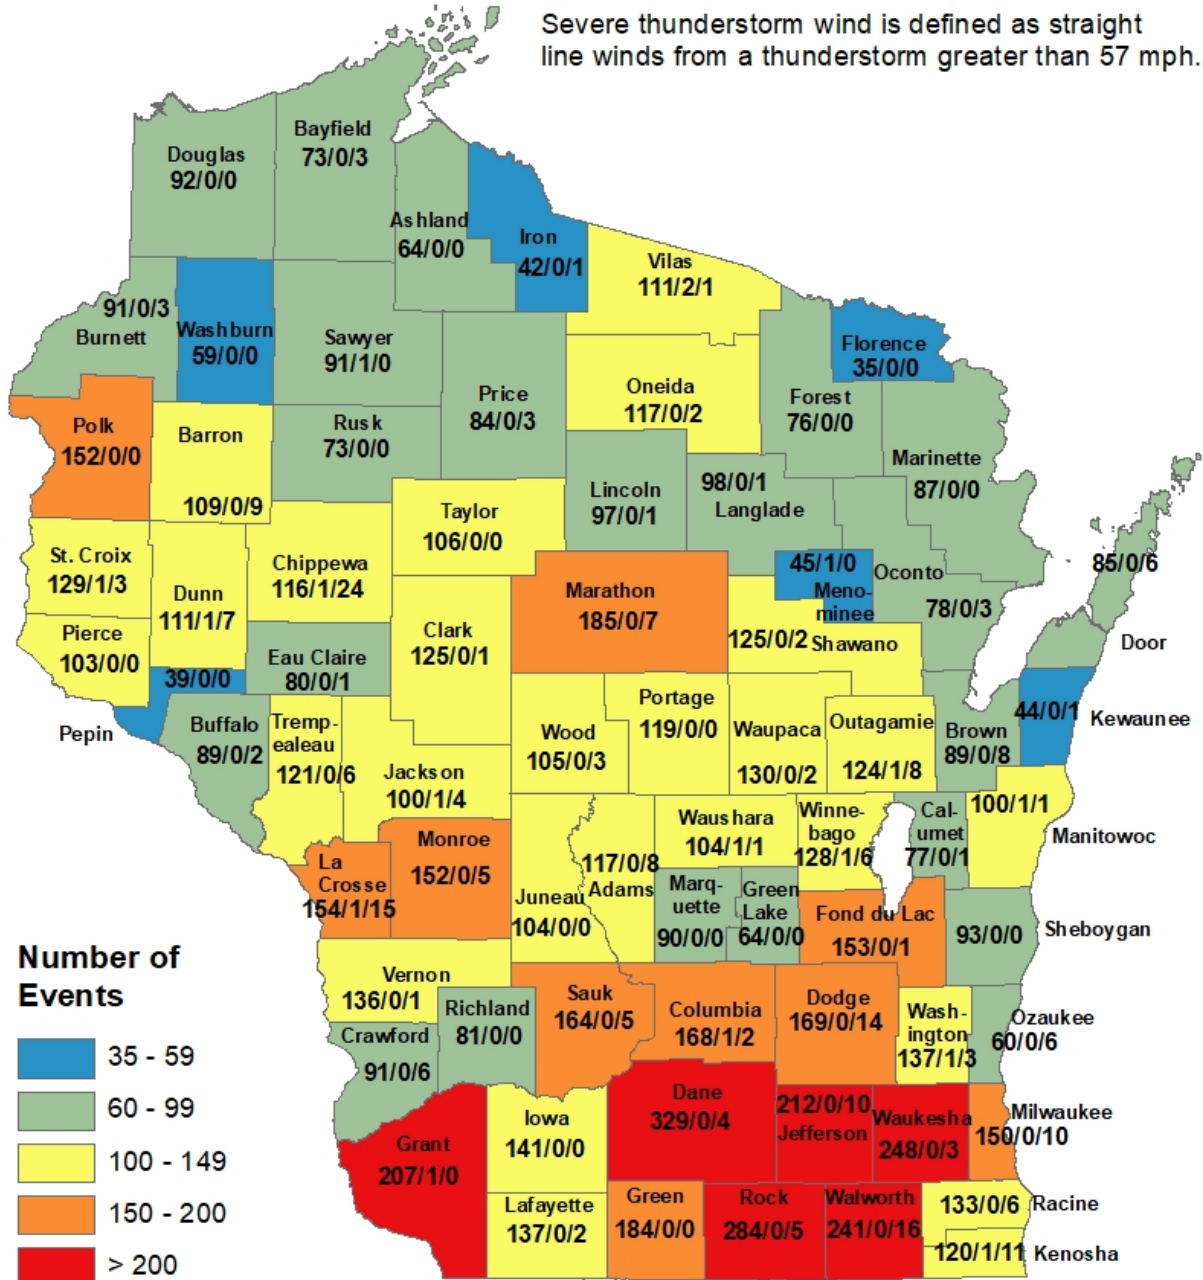 Severe thunderstorm wind is defined as straight
line winds from a thunderstorm greater than 57 mph.
Bayfield
73/0/3
Douglas
92/0/0
Ashland
64/0/0
Iron
42/0/1
Vilas
111/2/1
91/0/3
Burnett
Washburn
59/0/0
Sawyer
91/1/0
Florence
35/0/0
Price
84/0/3
Oneida
117/0/2
Forest
76/0/0
Polk
152/0/0
Barron
109/0/9
Rusk
73/0/0
Marinette
87/0/0
Lincoln
97/0/1
98/0/1
Langlade
Taylor
106/0/0
St. Croix
129/1/3
Dunn
111/1/7
Chippewa
116/1/24
Marathon
185/0/7
45/1/0
Meno-
minee
Oconto
78/0/3
85/0/6
Door
Pierce
103/0/0
Clark
125/0/1
125/0/2 Shawano
39/0/0
Pepin
Eau Claire
80/0/1
Buffalo
89/0/2
Tremp-
ealeau
121/0/6
Jackson
100/1/4
Wood
105/0/3
Portage
119/0/0
Waupaca
130/0/2
Outagamie
124/1/8
Brown
89/0/8
44/0/1
Kewaunee
Monroe
152/0/5
La
Crosse
154/1/15
Juneau
104/0/0
117/0/8
Adams
Waushara
104/1/1
Winne-
bago
128/1/6
Cal-
umet
77/0/1
100/1/1
Manitowoc
Marq-
uette
90/0/0
Green
Lake
64/0/0
Fond du Lac
153/0/1
93/0/0
Sheboygan
Vernon
136/0/1
Richland
81/0/0
Sauk
164/0/5
Columbia
168/1/2
Dodge
169/0/14
Wash-
ington
137/1/3
Ozaukee
60/0/6
Crawford
91/0/6
Grant
207/1/0
Iowa
141/0/0
Dane
329/0/4
212/0/10
Jefferson
Waukesha
248/0/3
Milwaukee
150/0/10
Lafayette
137/0/2
Green
184/0/0
Rock
284/0/5
Walworth
241/0/16
133/0/6
Racine
120/1/11
Kenosha
Number of
Events
35 - 59
60 - 99
100 - 149
150 - 200
> 200